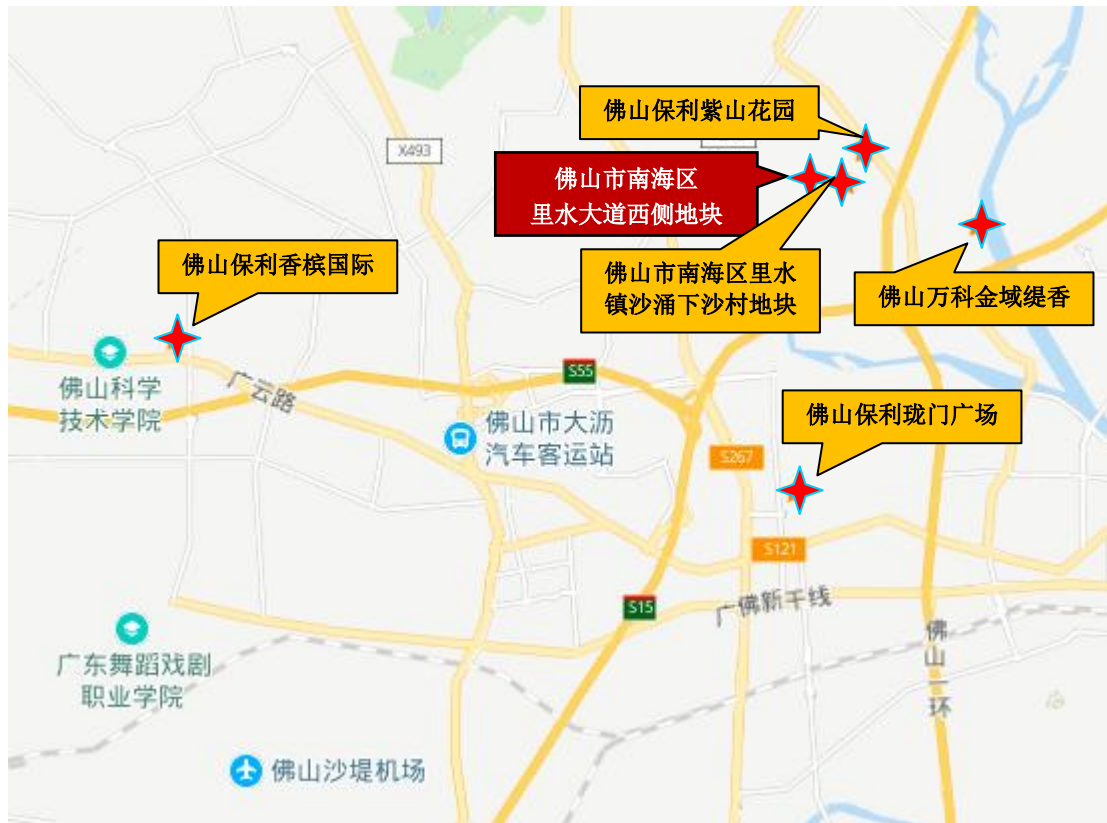 佛山保利紫山花园
X493
佛山市南海区
里水大道西侧地块
佛山保利香槟国际
佛山市南海区里水
镇沙涌下沙村地块
佛山万科金域缇香
佛山科学
技术学院
广云路
S55
佛山市大沥
汽车客运站
佛山保利珑门广场
S267
S121
S15
广佛新干线
佛山一环
广东舞蹈戏剧
职业学院
佛山沙堤机场